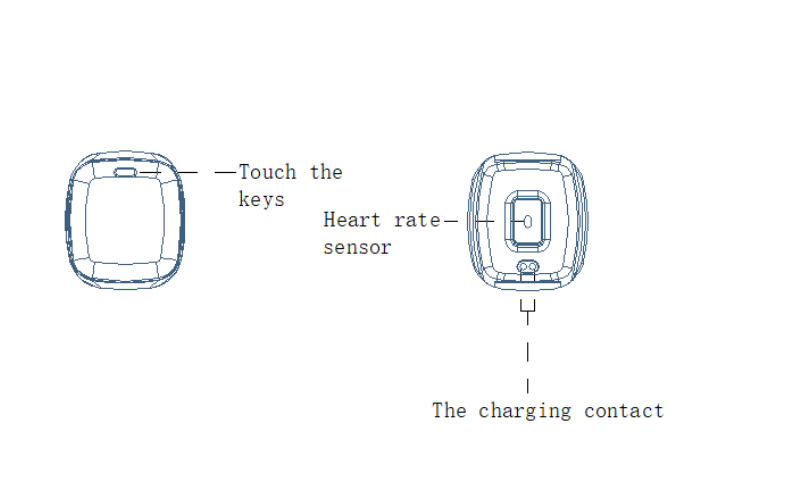 Touch the
keys
Heart rate
sensor
The charging contact